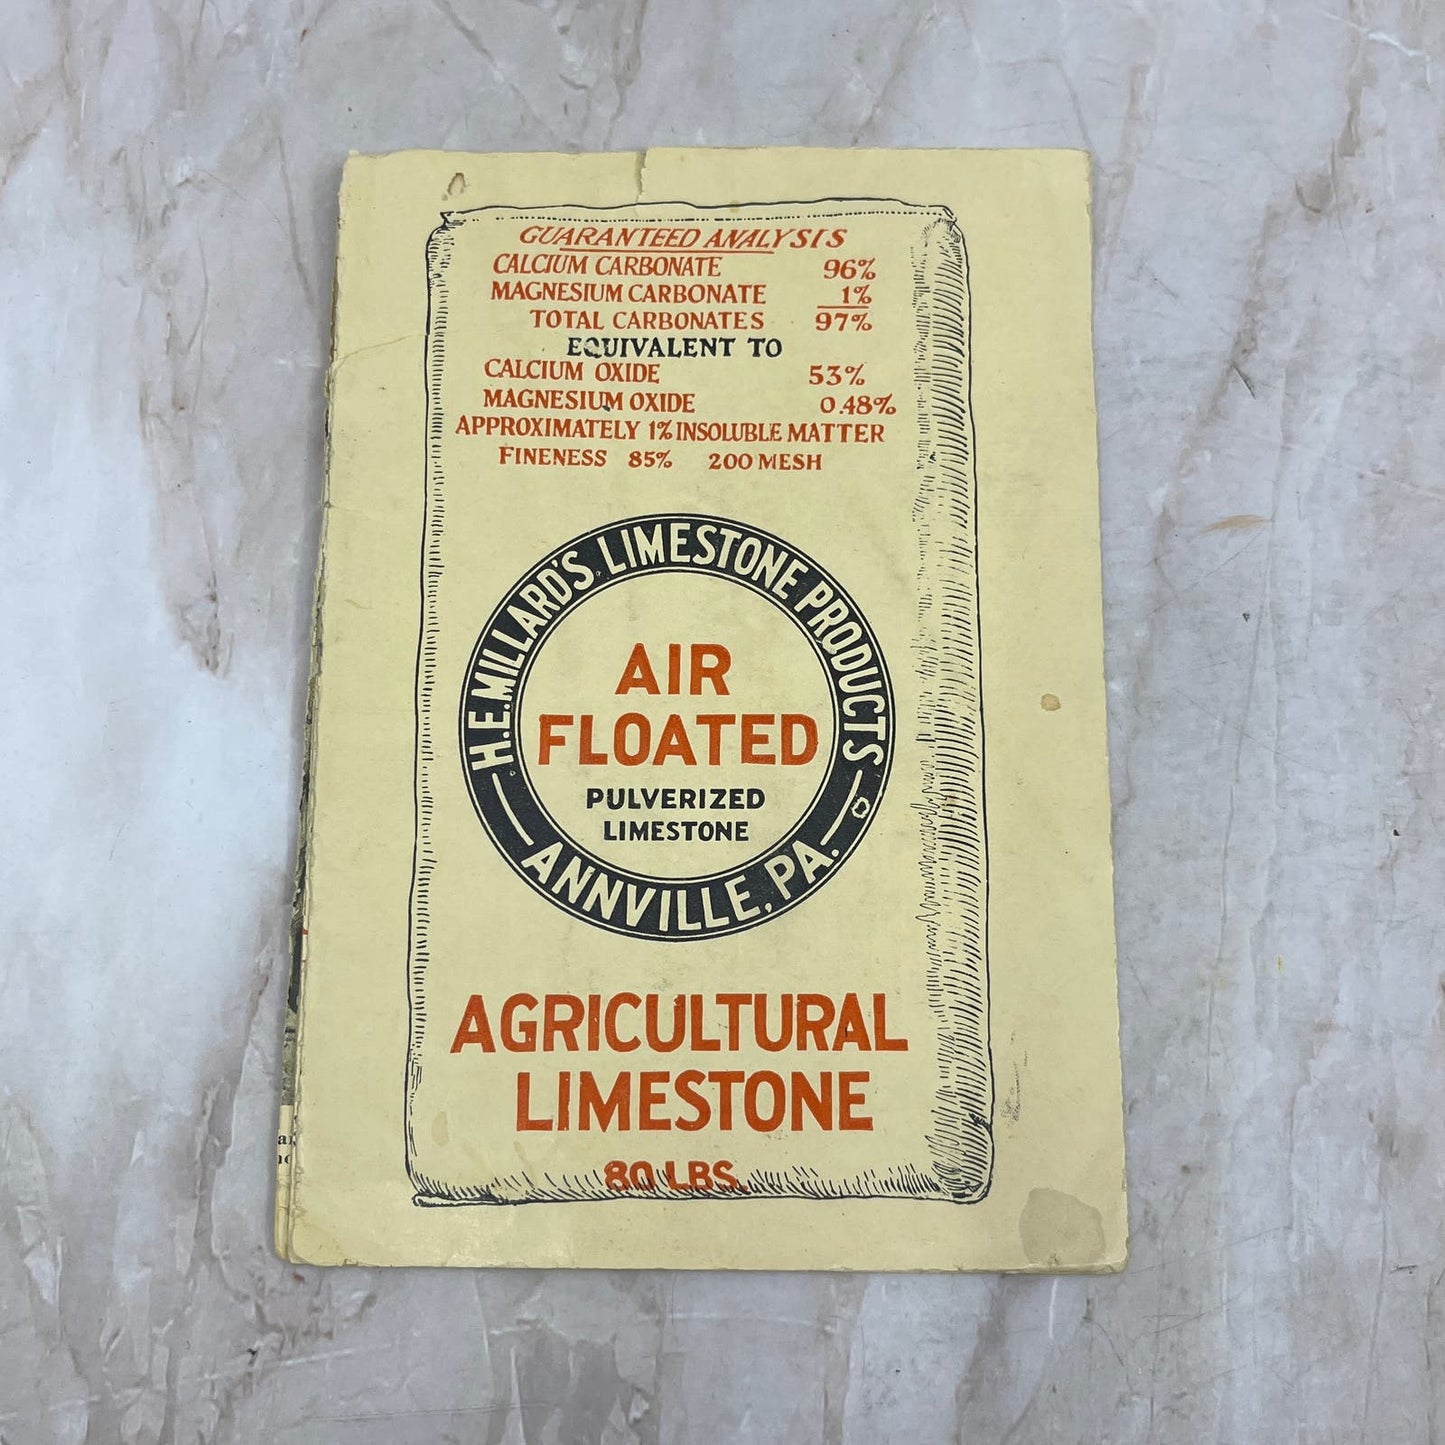 GUARANTEED ANALYSIS
CALCIUM CARBONATE 96%
MAGNESIUM CARBONATE 1%
TOTAL CARBONATES 97%
EQUIVALENT TO
CALCIUM OXIDE 53%
MAGNESIUM OXIDE 0.48%
APPROXIMATELY 1% INSOLUBLE MATTER
FINENESS 85% 200 MESH
H.E. MILLARD'S LIMESTONE PRODUCTS
AIR
FLOATED
PULVERIZED
LIMESTONE
ANNVILLE, PA.
AGRICULTURAL
LIMESTONE
80 LBS.